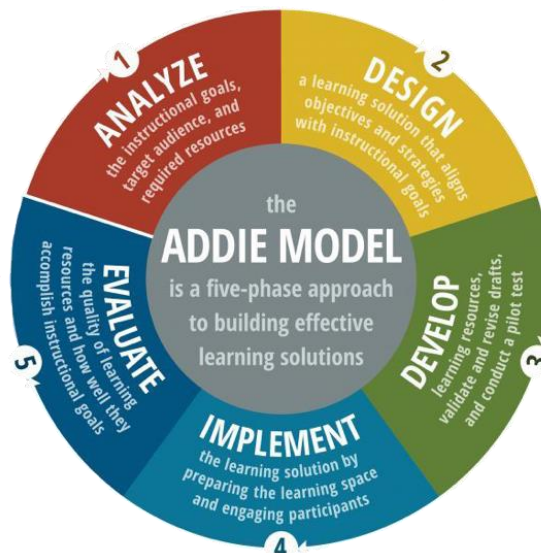 the
ADDIE MODEL
is a five-phase approach
to building effective
learning solutions
1
ANALYZE
the instructional goals,
target audience, and
required resources
2
DESIGN
a learning solution that aligns
objectives and strategies
with instructional goals
3
DEVELOP
learning resources,
validate and revise drafts,
and conduct a pilot test
4
IMPLEMENT
the learning solution by
preparing the learning space
and engaging participants
5
EVALUATE
the quality of learning
resources and how well they
accomplish instructional goals